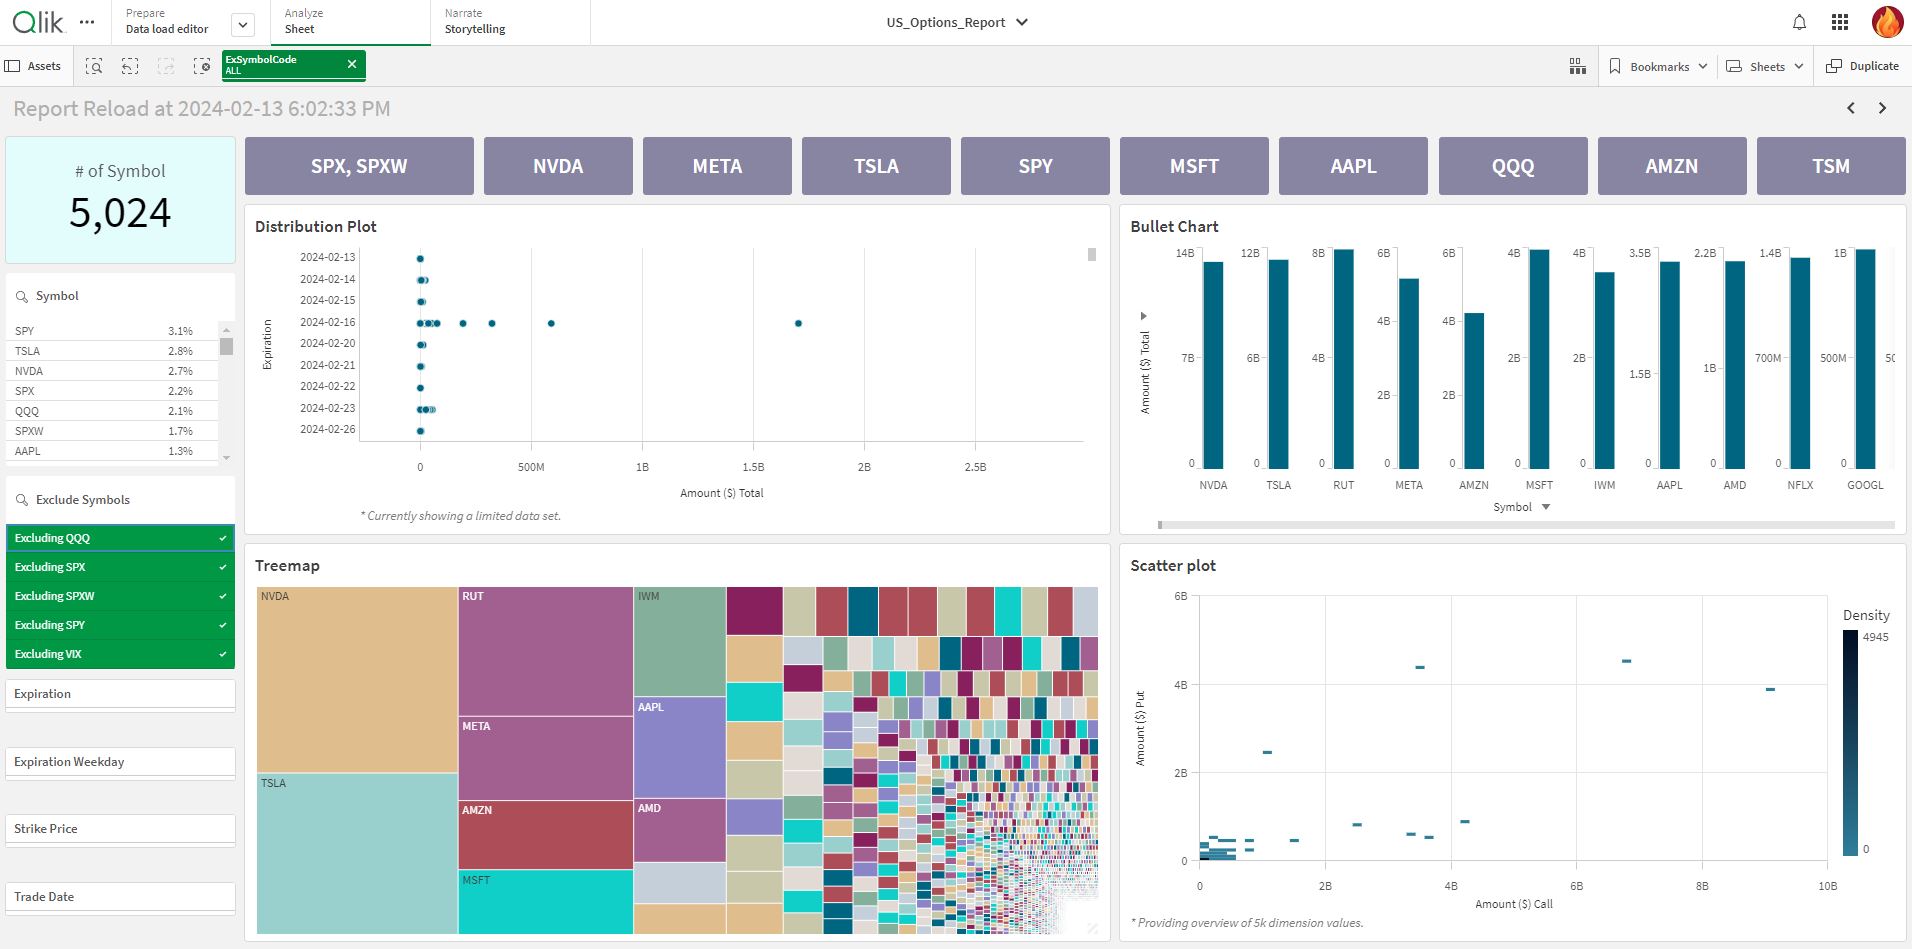 Qlik
Prepare
Data load editor
Analyze
Sheet
Narrate
Storytelling
US_Options_Report
Assets
ExSymbolCode
ALL
Bookmarks
Sheets
Duplicate
Report Reload at 2024-02-13 6:02:33 PM
# of Symbol
5,024
SPX, SPXW
NVDA
META
TSLA
SPY
MSFT
AAPL
QQQ
AMZN
TSM
Symbol
SPY 3.1%
TSLA 2.8%
NVDA 2.7%
SPX 2.2%
QQQ 2.1%
SPXW 1.7%
AAPL 1.3%
Exclude Symbols
Excluding QQQ
Excluding SPX
Excluding SPXW
Excluding SPY
Excluding VIX
Expiration
Expiration Weekday
Strike Price
Trade Date
Distribution Plot
Expiration
2024-02-13
2024-02-14
2024-02-15
2024-02-16
2024-02-20
2024-02-21
2024-02-22
2024-02-23
2024-02-26
0 500M 1B 1.5B 2B 2.5B
Amount ($) Total
* Currently showing a limited data set.
Bullet Chart
Amount ($) Total
14B 12B 8B 6B 6B 4B 4B 3.5B 2.2B 1.4B 1B
4B 4B
7B 6B 4B 2B 2B 1.5B 1B 700M 500M 50
2B 2B
0 0 0 0 0 0 0 0 0 0 0
NVDA TSLA RUT META AMZN MSFT IWM AAPL AMD NFLX GOOGL
Symbol
Treemap
NVDA
TSLA
RUT
META
AMZN
MSFT
IWM
AAPL
AMD
Scatter plot
Amount ($) Put
6B
4B
2B
0
0 2B 4B 6B 8B 10B
Amount ($) Call
Density
4945
0
* Providing overview of 5k dimension values.